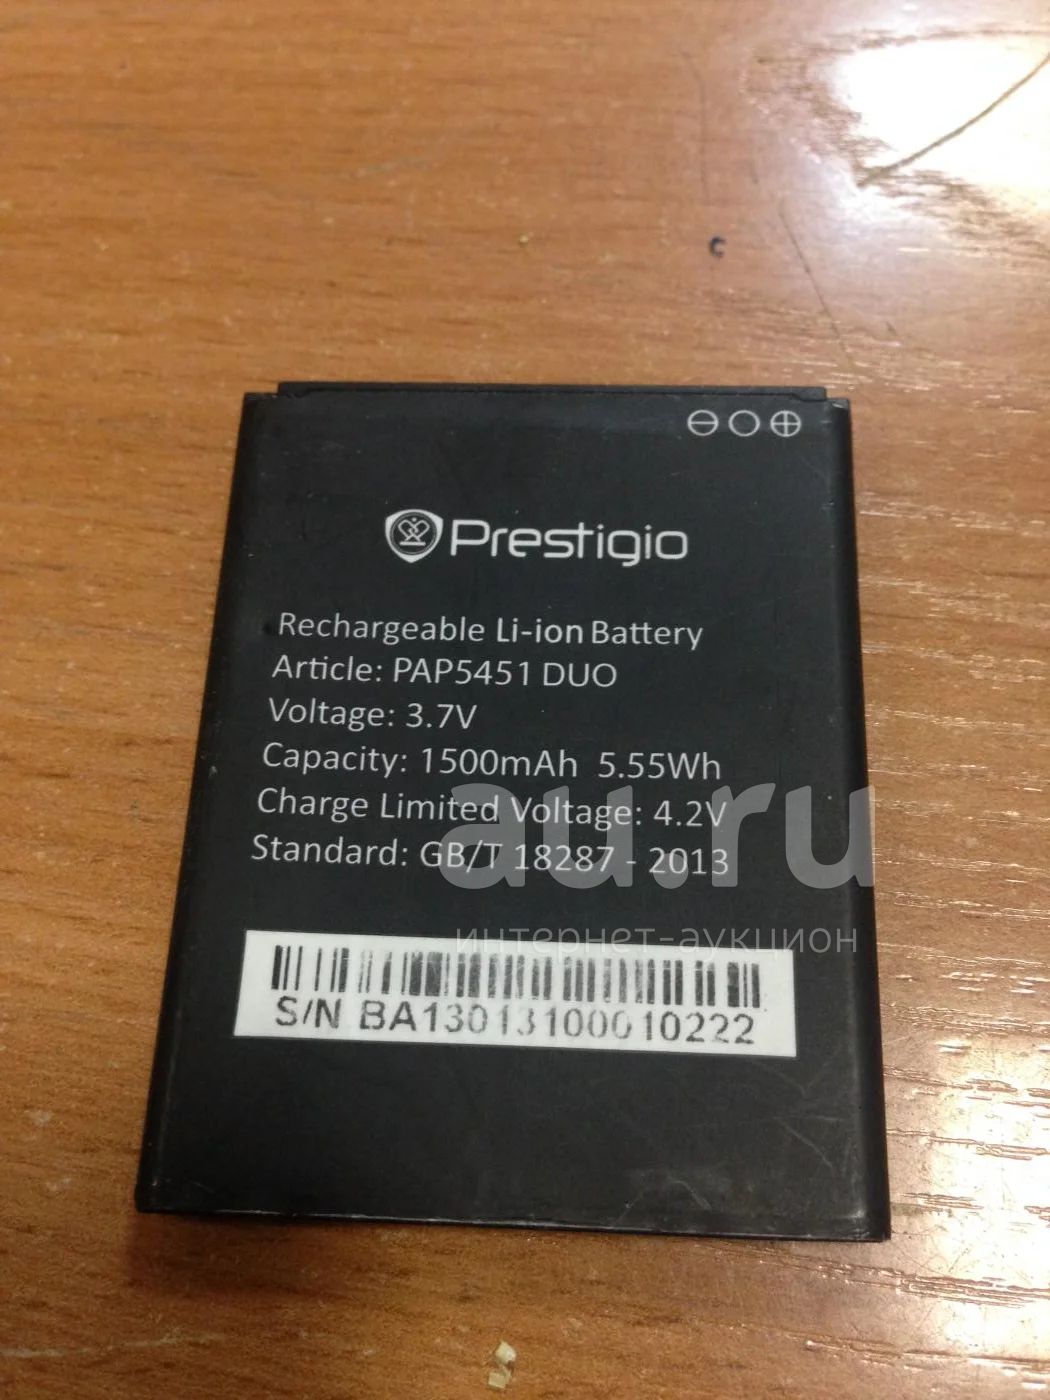 Prestigio
Rechargeable Li-ion Battery
Article: PAP5451 DUO
Voltage: 3.7V
Capacity: 1500mAh 5.55Wh
Charge Limited Voltage: 4.2V
Standard: GB/T 18287 - 2013
au.ru
интернет-аукцион
S/N BA13013100010222